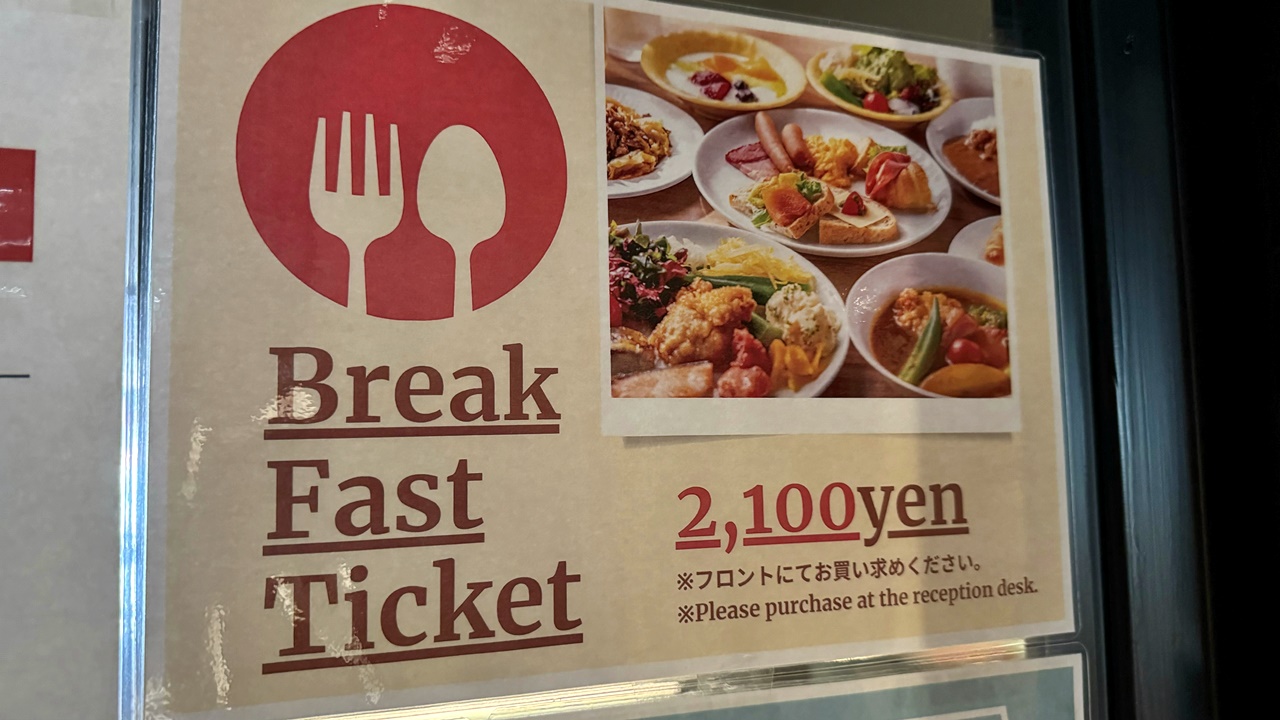 Break
Fast
Ticket
2,100yen
※フロントにてお買い求めください。
※Please purchase at the reception desk.